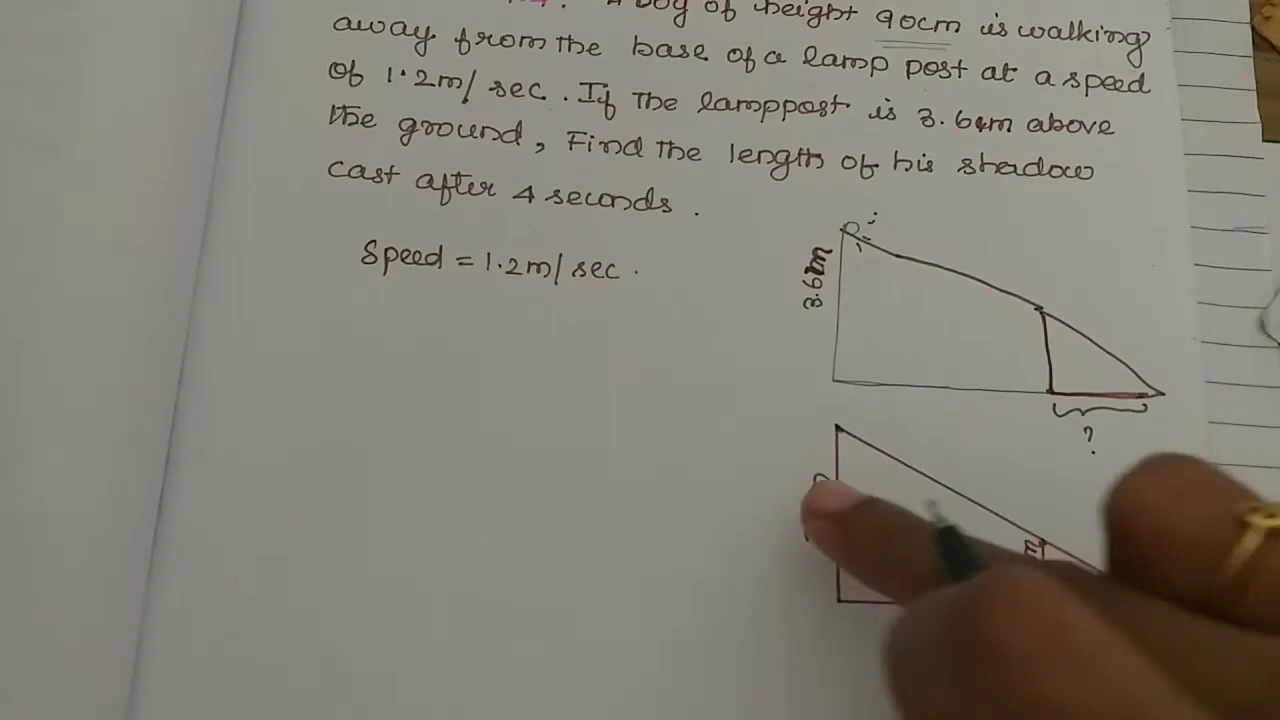 A boy of height 90cm is walking
away from the base of a lamp post at a speed
of 1.2m/sec. If the lamppost is 3.6m above
the ground, Find the length of his shadow
cast after 4 seconds.
Speed = 1.2m/sec.
3.6m
?